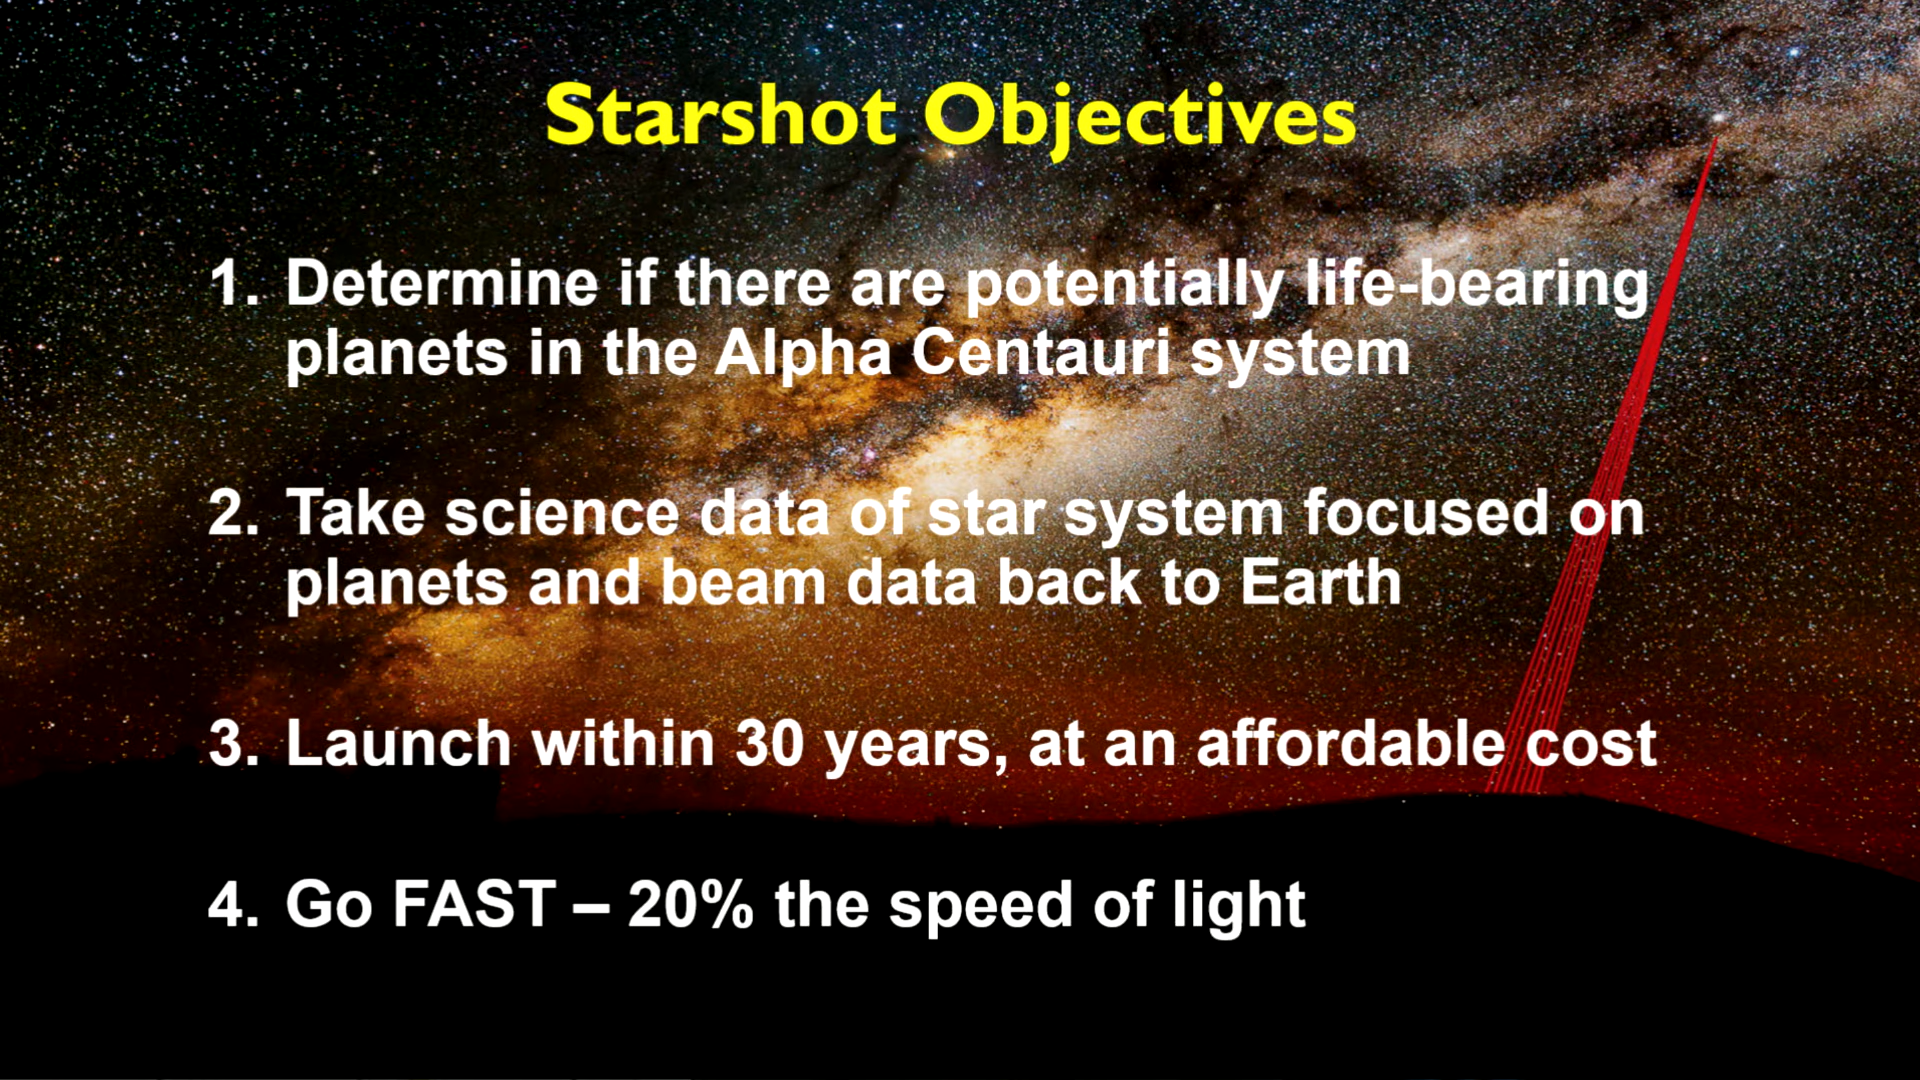 Starshot Objectives
1. Determine if there are potentially life-bearing
planets in the Alpha Centauri system
2. Take science data of star system focused on
planets and beam data back to Earth
3. Launch within 30 years, at an affordable cost
4. Go FAST – 20% the speed of light